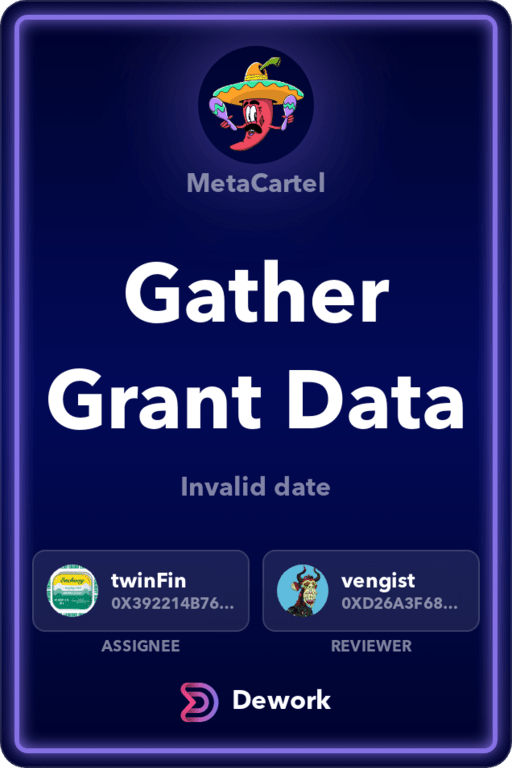 MetaCartel
Gather
Grant Data
Invalid date
twinFin
0X392214B76...
vengist
0XD26A3F68...
ASSIGNEE
REVIEWER
Dework